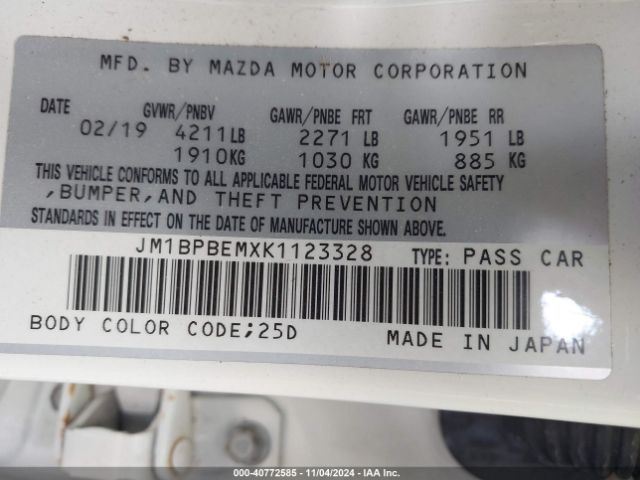 MFD. BY MAZDA MOTOR CORPORATION
DATE GVWR/PNBV GAWR/PNBE FRT GAWR/PNBE RR
02/19 4211LB 2271 LB 1951 LB
1910KG 1030 KG 885 KG
THIS VEHICLE CONFORMS TO ALL APPLICABLE FEDERAL MOTOR VEHICLE SAFETY
,BUMPER,AND THEFT PREVENTION
STANDARDS IN EFFECT ON THE DATE OF MANUFACTURE SHOWN ABOVE.
JM1BPBEMXK1123328 TYPE: PASS CAR
BODY COLOR CODE;25D MADE IN JAPAN
000-40772585 - 11/04/2024 - IAA Inc.